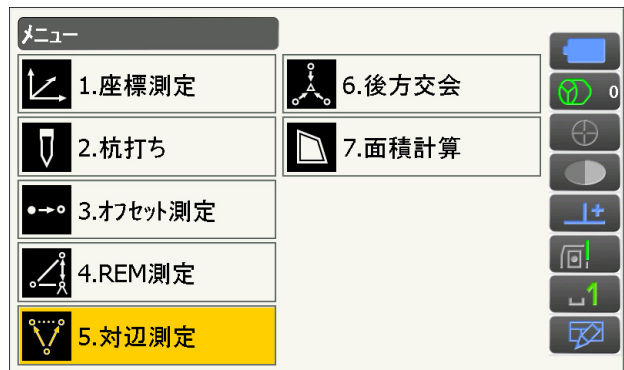 メニュー
1.座標測定
2.杭打ち
3.オフセット測定
4.REM測定
5.対辺測定
6.後方交会
7.面積計算
0
1